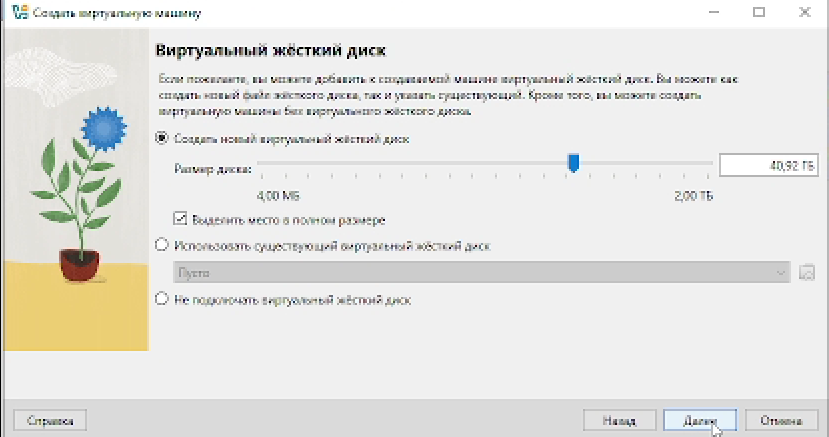 Создать виртуальную машину
Виртуальный жёсткий диск
Если пожелаете, вы можете добавить к создаваемой машине виртуальный жёсткий диск. Вы можете как
создать новый файл жёсткого диска, так и указать существующий. Кроме того, вы можете создать
виртуальную машины без виртуального жёсткого диска.
Создать новый виртуальный жёсткий диск
Размер диска:
40,92 ГБ
4,00 МБ
2,00 ТБ
Выделить место в полном размере
Использовать существующий виртуальный жёсткий диск
Пусто
Не подключать виртуальный жёсткий диск
Справка
Назад
Далее
Отмена